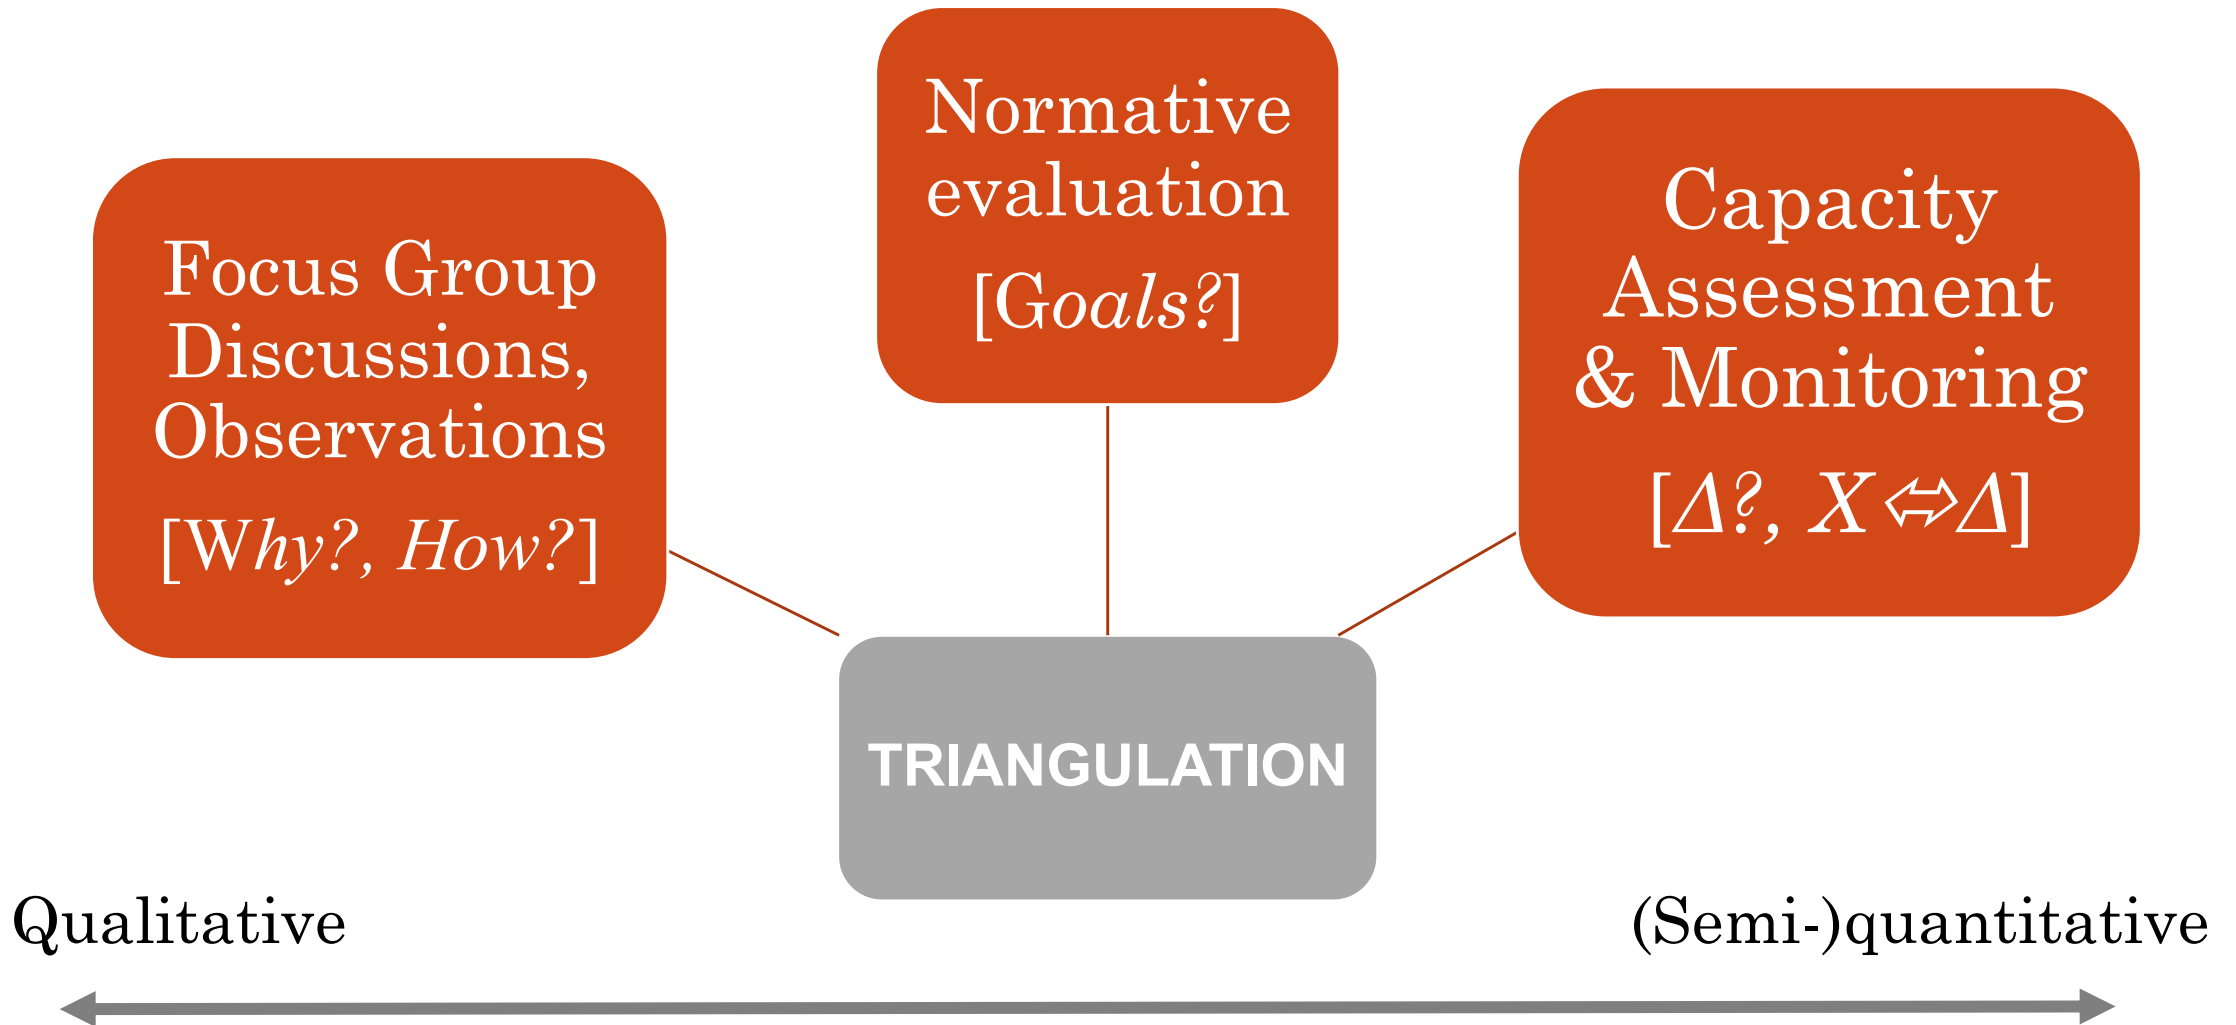 Focus Group
Discussions,
Observations
[Why?, How?]
Normative
evaluation
[Goals?]
Capacity
Assessment
& Monitoring
[Δ?, X⬄Δ]
TRIANGULATION
Qualitative
(Semi-)quantitative